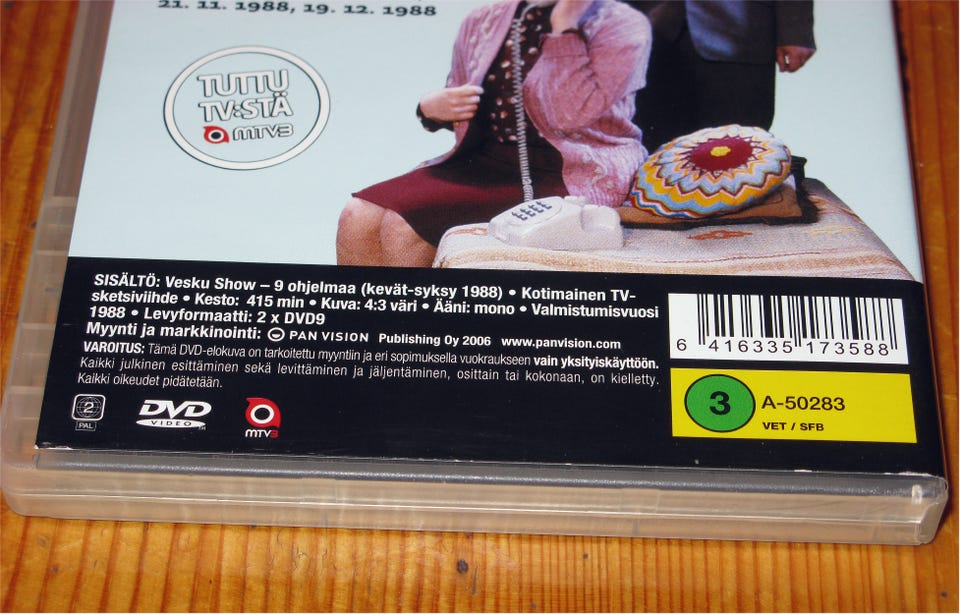 21. 11. 1988, 19. 12. 1988
TUTTU
TV:STÄ
MTV3
SISÄLTÖ: Vesku Show – 9 ohjelmaa (kevät-syksy 1988) • Kotimainen TV-
sketsiviihde • Kesto: 415 min • Kuva: 4:3 väri • Ääni: mono • Valmistumisvuosi
1988 • Levyformaatti: 2 x DVD9
Myynti ja markkinointi: PAN VISION Publishing Oy 2006 www.panvision.com
VAROITUS: Tämä DVD-elokuva on tarkoitettu myyntiin ja eri sopimuksella vuokraukseen vain yksityiskäyttöön.
Kaikki julkinen esittäminen sekä levittäminen ja jäljentäminen, osittain tai kokonaan, on kielletty.
Kaikki oikeudet pidätetään.
2
PAL
DVD
VIDEO
TM
MTV3
6 416335 173588
3
A-50283
VET / SFB